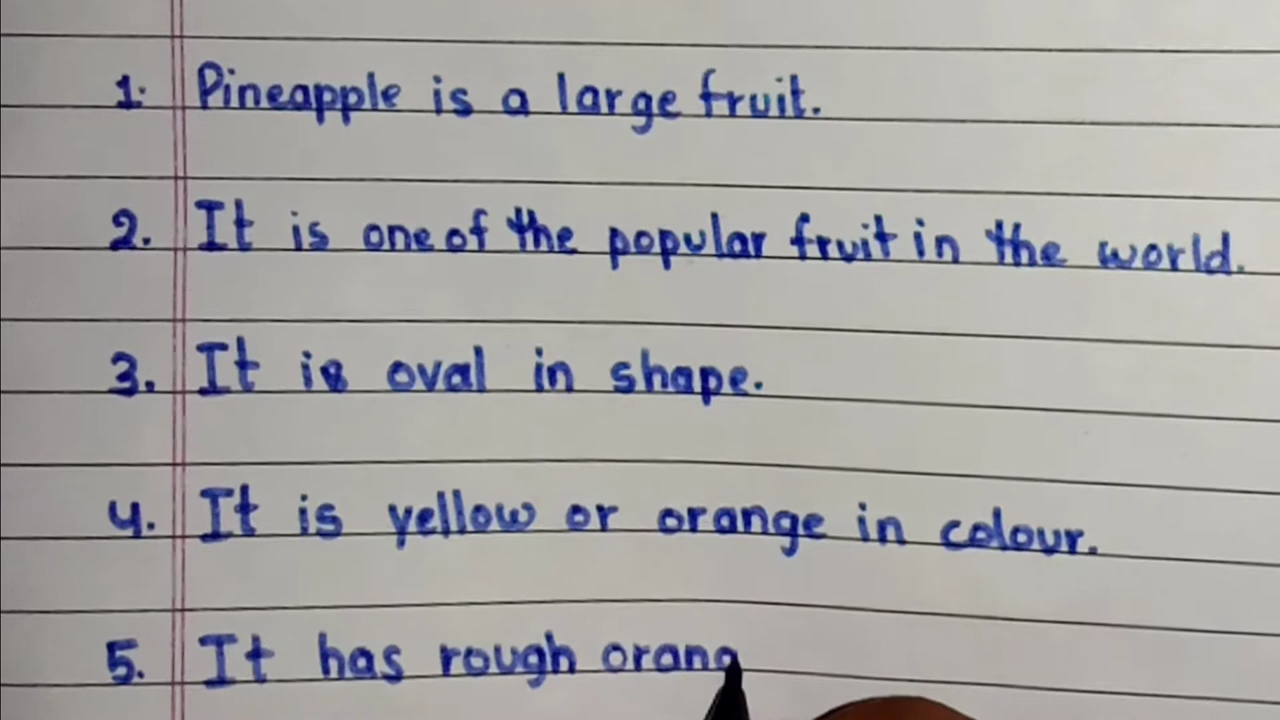 1. Pineapple is a large fruit.
2. It is one of the popular fruit in the world.
3. It is oval in shape.
4. It is yellow or orange in colour.
5. It has rough orang